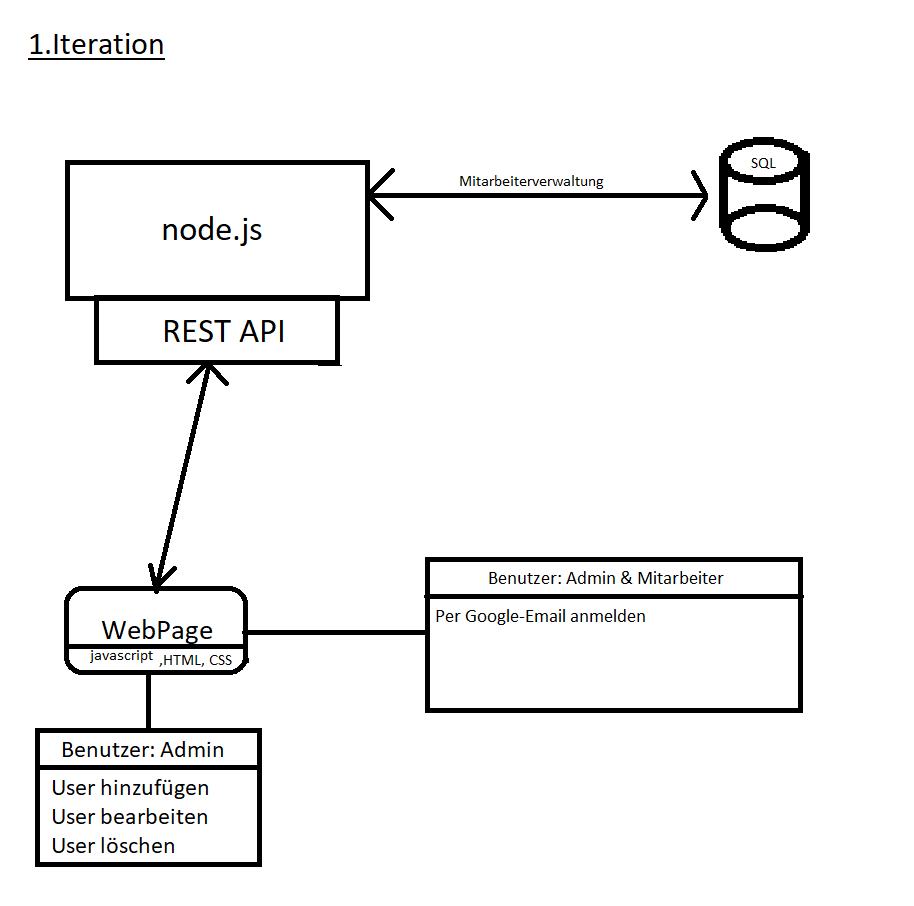 1.Iteration
SQL
Mitarbeiterverwaltung
node.js
REST API
Benutzer: Admin & Mitarbeiter
Per Google-Email anmelden
WebPage
javascript ,HTML, CSS
Benutzer: Admin
User hinzufügen
User bearbeiten
User löschen